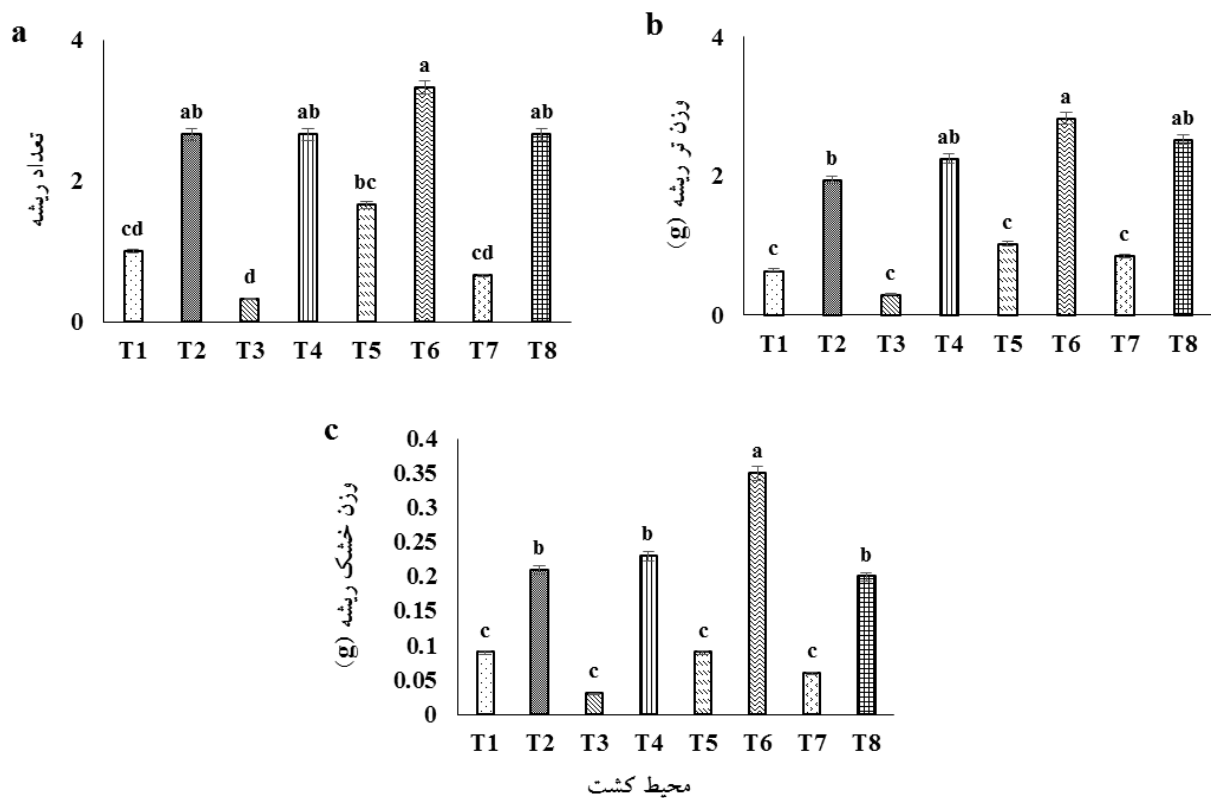 a
4
2
0
تعداد ریشه
cd
ab
d
ab
bc
a
cd
ab
T1 T2 T3 T4 T5 T6 T7 T8
b
4
2
0
وزن تر ریشه (g)
c
b
c
ab
c
a
c
ab
T1 T2 T3 T4 T5 T6 T7 T8
c
0.4
0.35
0.3
0.25
0.2
0.15
0.1
0.05
0
وزن خشک ریشه (g)
c
b
c
b
c
a
c
b
T1 T2 T3 T4 T5 T6 T7 T8
محیط کشت